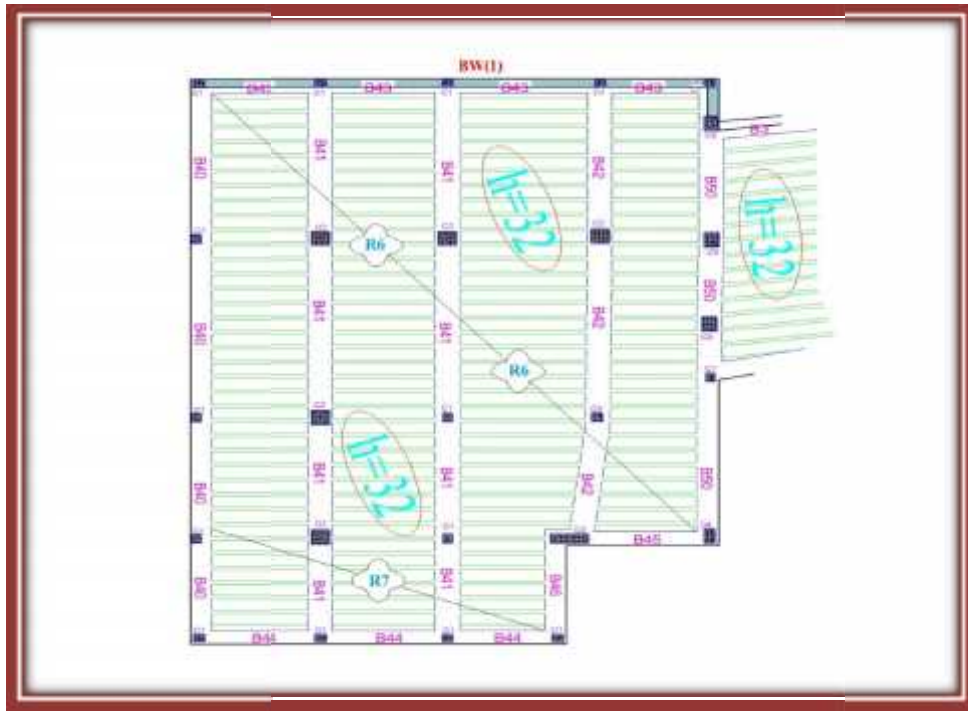 BW(1)
B43 B43 B43
B3
B40 B41 B41 B42 B50
h=32 h=32
R6
B50
B40 B41 B41 B42
R6
h=32
B40 B41 B41 B42 B50
B45
R7
B40 B41 B41 B46
B44 B44 B44